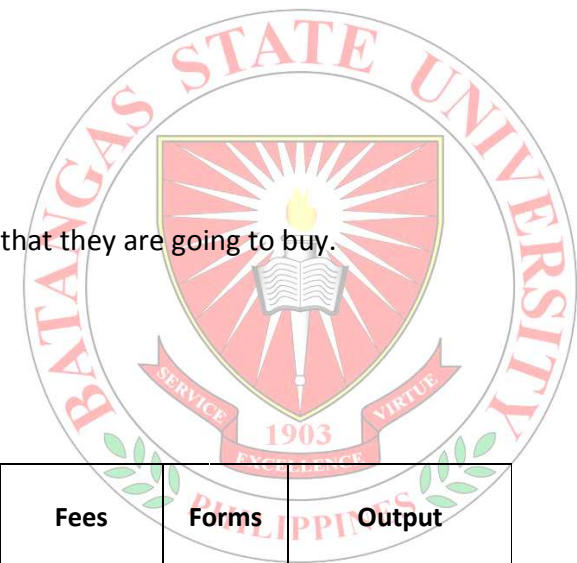 BATANGAS STATE UNIVERSITY
that they are going to buy.
SERVICE
VIRTUE
1903
EXCELLENCE
PHILIPPINES
Fees Forms Output